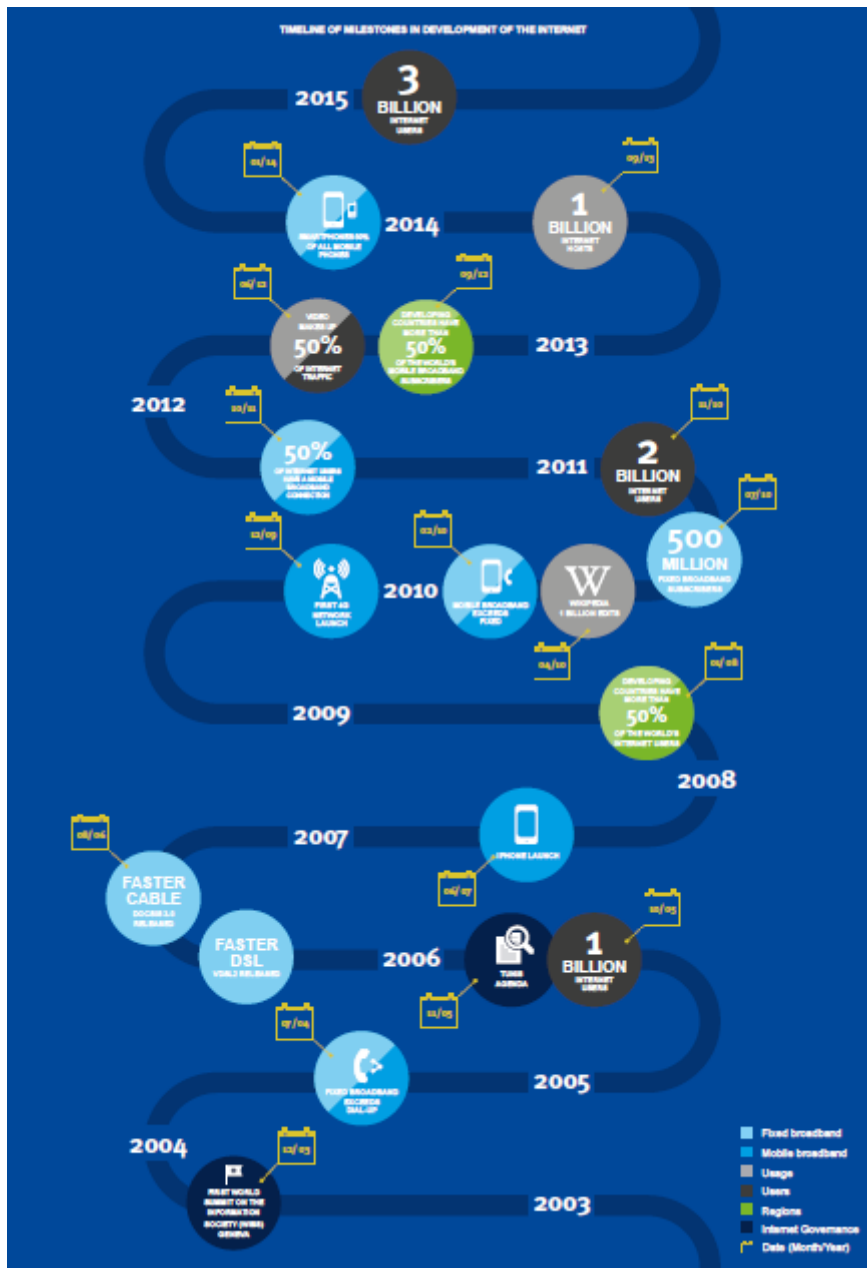 TIMELINE OF MILESTONES IN DEVELOPMENT OF THE INTERNET
2015
3
BILLION
INTERNET
USERS
01/14
09/13
SMARTPHONES 50%
OF ALL MOBILE
PHONES
2014
1
BILLION
INTERNET
HOSTS
06/12
09/12
VIDEO
MAKES UP
50%
OF INTERNET
TRAFFIC
DEVELOPING
COUNTRIES HAVE
MORE THAN
50%
OF THE WORLD'S
MOBILE BROADBAND
SUBSCRIBERS
2013
2012
10/11
11/10
50%
OF INTERNET USERS
HAVE A MOBILE
BROADBAND
CONNECTION
2011
2
BILLION
INTERNET
USERS
07/10
500
MILLION
FIXED BROADBAND
SUBSCRIBERS
12/09
02/10
FIRST 4G
NETWORK
LAUNCH
2010
MOBILE BROADBAND
EXCEEDS
FIXED
W
WIKIPEDIA
1 BILLION EDITS
04/10
01/08
2009
DEVELOPING
COUNTRIES HAVE
MORE THAN
50%
OF THE WORLD'S
INTERNET USERS
2008
2007
IPHONE LAUNCH
06/07
08/06
FASTER
CABLE
DOCSIS 3.0
RELEASED
FASTER
DSL
VDSL2 RELEASED
2006
TUNIS
AGENDA
11/05
10/05
1
BILLION
INTERNET
USERS
07/04
FIXED BROADBAND
EXCEEDS
DIAL-UP
2005
2004
12/03
FIRST WORLD
SUMMIT ON THE
INFORMATION
SOCIETY (WSIS)
GENEVA
2003
Fixed broadband
Mobile broadband
Usage
Users
Regions
Internet Governance
Date (Month/Year)